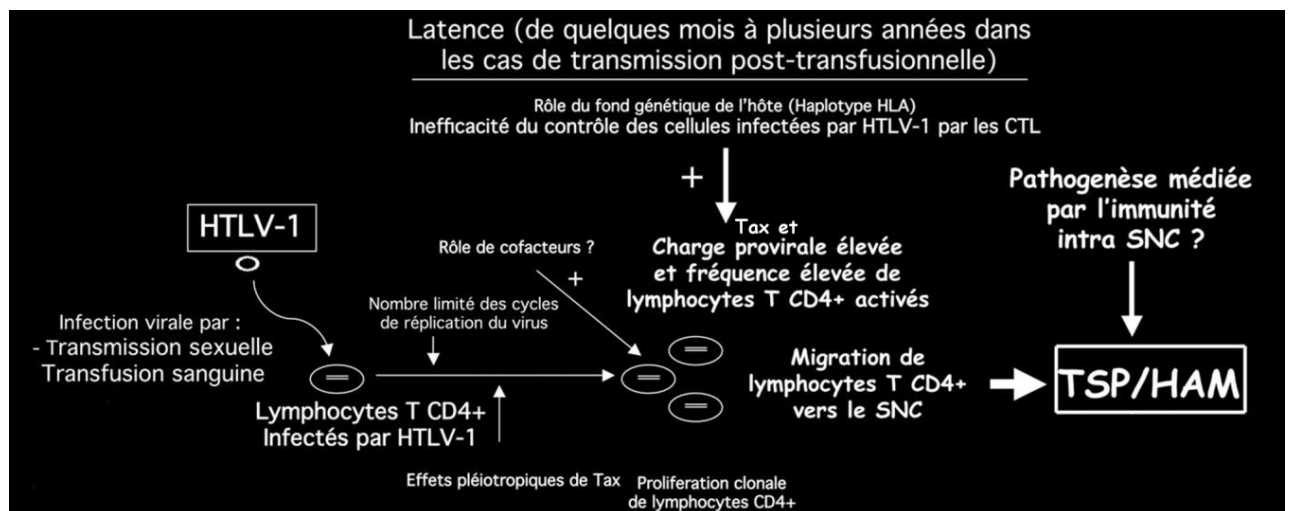 Latence (de quelques mois à plusieurs années dans
les cas de transmission post-transfusionnelle)
Rôle du fond génétique de l'hôte (Haplotype HLA)
Inefficacité du contrôle des cellules infectées par HTLV-1 par les CTL
+
Pathogenèse médiée
par l'immunité
intra SNC ?
HTLV-1
Tax et
Charge provirale élevée
et fréquence élevée de
lymphocytes T CD4+ activés
Rôle de cofacteurs ?
+
Nombre limité des cycles
de réplication du virus
Infection virale par :
- Transmission sexuelle
Transfusion sanguine
Lymphocytes T CD4+
Infectés par HTLV-1
Migration de
lymphocytes T CD4+
vers le SNC
TSP/HAM
Effets pléiotropiques de Tax
Proliferation clonale
de lymphocytes CD4+